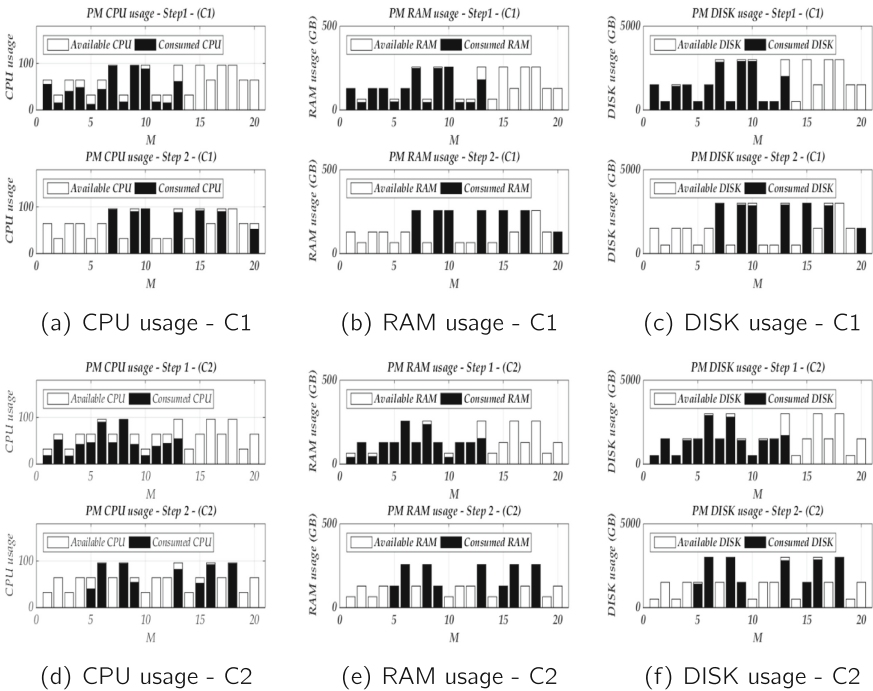 PM CPU usage - Step1 - (C1)
CPU usage
100
0
Available CPU
Consumed CPU
0 5 10 15 20
M
PM CPU usage - Step 2 - (C1)
CPU usage
100
0
Available CPU
Consumed CPU
0 5 10 15 20
M
(a) CPU usage - C1
PM RAM usage - Step1 - (C1)
RAM usage (GB)
500
0
Available RAM
Consumed RAM
0 5 10 15 20
M
PM RAM usage - Step 2- (C1)
RAM usage (GB)
500
0
Available RAM
Consumed RAM
0 5 10 15 20
M
(b) RAM usage - C1
PM DISK usage - Step1 - (C1)
DISK usage (GB)
5000
0
Available DISK
Consumed DISK
0 5 10 15 20
M
PM DISK usage - Step 2 - (C1)
DISK usage (GB)
5000
0
Available DISK
Consumed DISK
0 5 10 15 20
M
(c) DISK usage - C1
PM CPU usage - Step 1 - (C2)
CPU usage
100
0
Available CPU
Consumed CPU
0 5 10 15 20
M
PM CPU usage - Step 2 - (C2)
CPU usage
100
0
Available CPU
Consumed CPU
0 5 10 15 20
M
(d) CPU usage - C2
PM RAM usage - Step 1 - (C2)
RAM usage (GB)
500
0
Available RAM
Consumed RAM
0 5 10 15 20
M
PM RAM usage - Step 2 - (C2)
RAM usage (GB)
500
0
Available RAM
Consumed RAM
0 5 10 15 20
M
(e) RAM usage - C2
PM DISK usage - Step 1 - (C2)
DISK usage (GB)
5000
0
Available DISK
Consumed DISK
0 5 10 15 20
M
PM DISK usage - Step 2- (C2)
DISK usage (GB)
5000
0
Available DISK
Consumed DISK
0 5 10 15 20
M
(f) DISK usage - C2